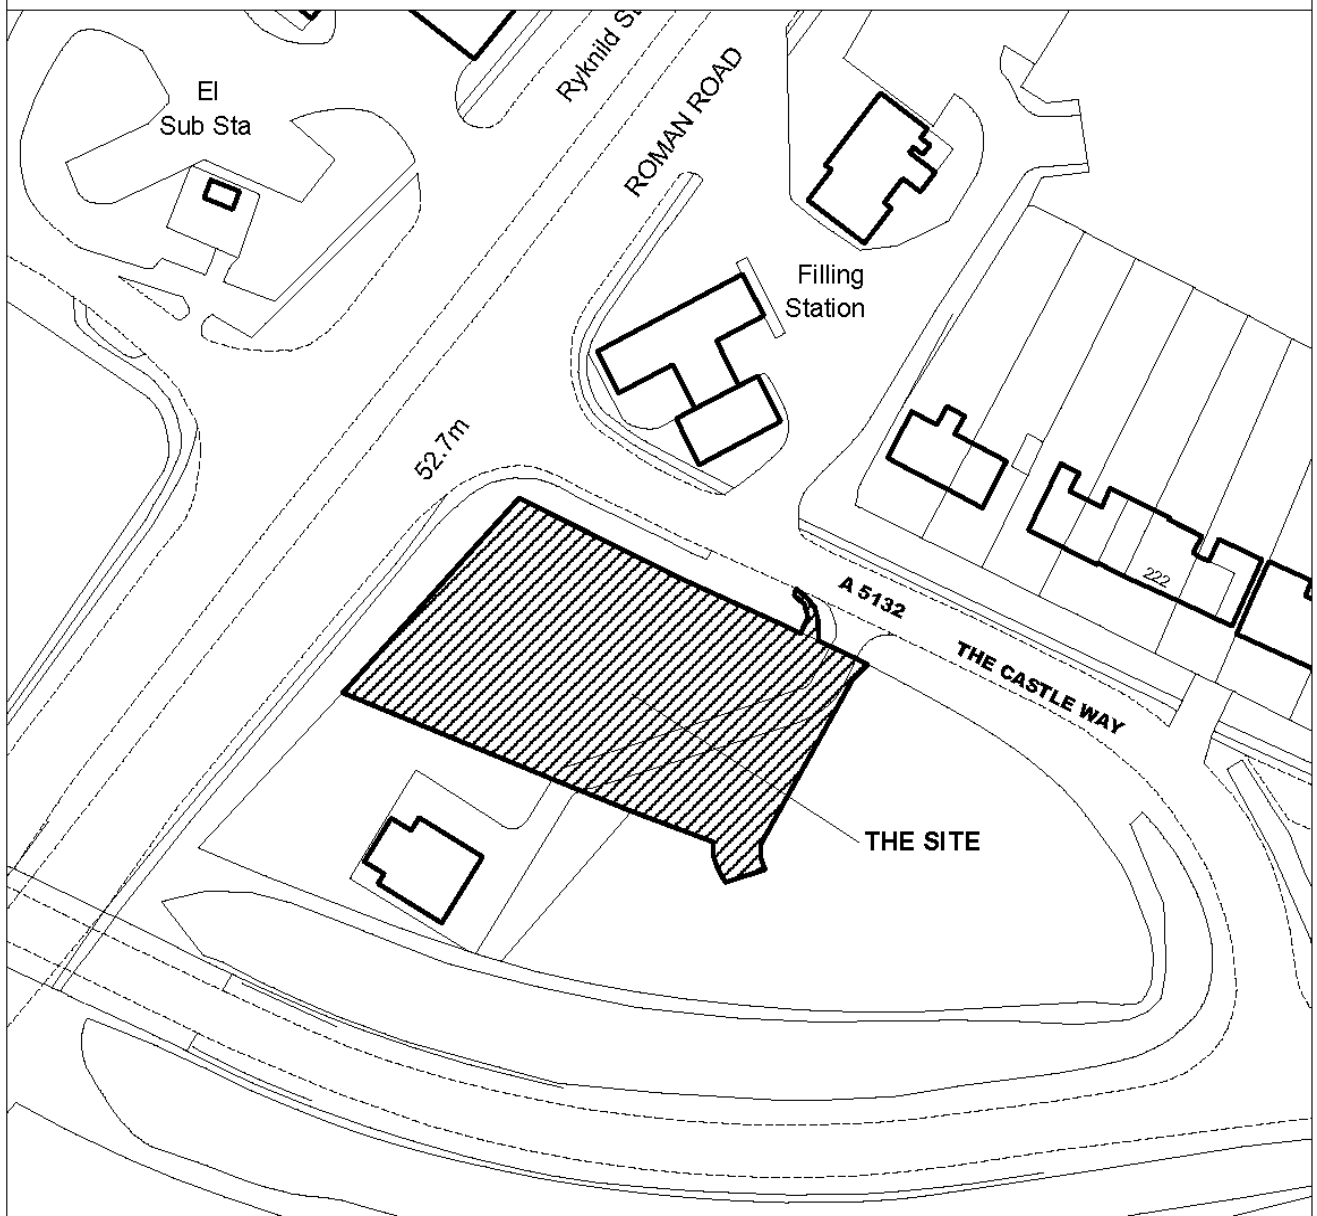 Ryknild St
El
Sub Sta
ROMAN ROAD
Filling
Station
52.7m
222
A 5132
THE CASTLE WAY
THE SITE